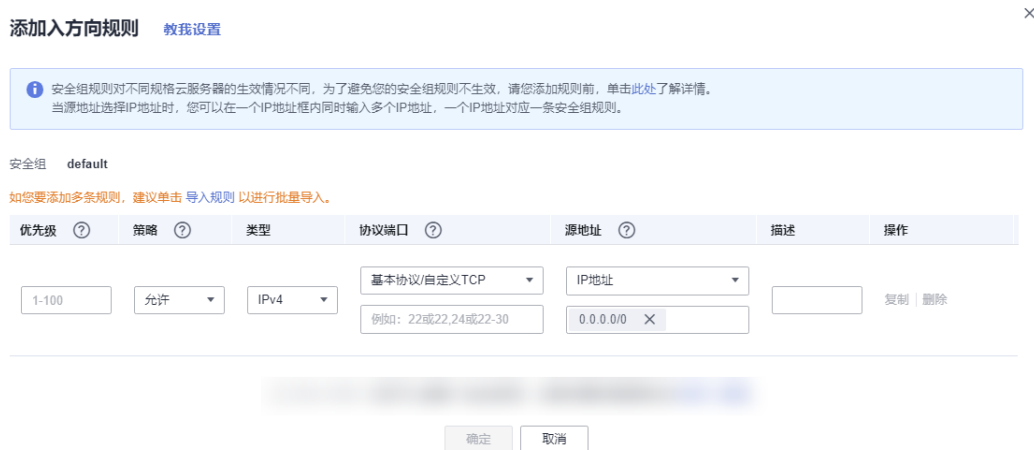 添加入方向规则 教我设置
安全组规则对不同规格云服务器的生效情况不同，为了避免您的安全组规则不生效，请您添加规则前，单击此处了解详情。
当源地址选择IP地址时，您可以在一个IP地址框内同时输入多个IP地址，一个IP地址对应一条安全组规则。
安全组 default
如您要添加多条规则，建议单击 导入规则 以进行批量导入。
优先级 策略 类型 协议端口 源地址 描述 操作
基本协议/自定义TCP IP地址
1-100 允许 IPv4 复制 删除
例如：22或22,24或22-30 0.0.0.0/0
确定 取消